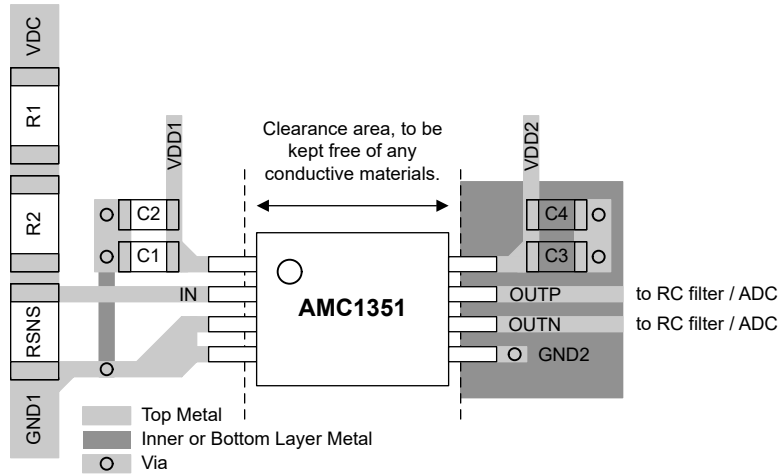 VDC
R1
R2
RSNS
GND1
VDD1
C2
C1
IN
Clearance area, to be
kept free of any
conductive materials.
AMC1351
VDD2
C4
C3
OUTP
to RC filter / ADC
OUTN
to RC filter / ADC
GND2
Top Metal
Inner or Bottom Layer Metal
Via